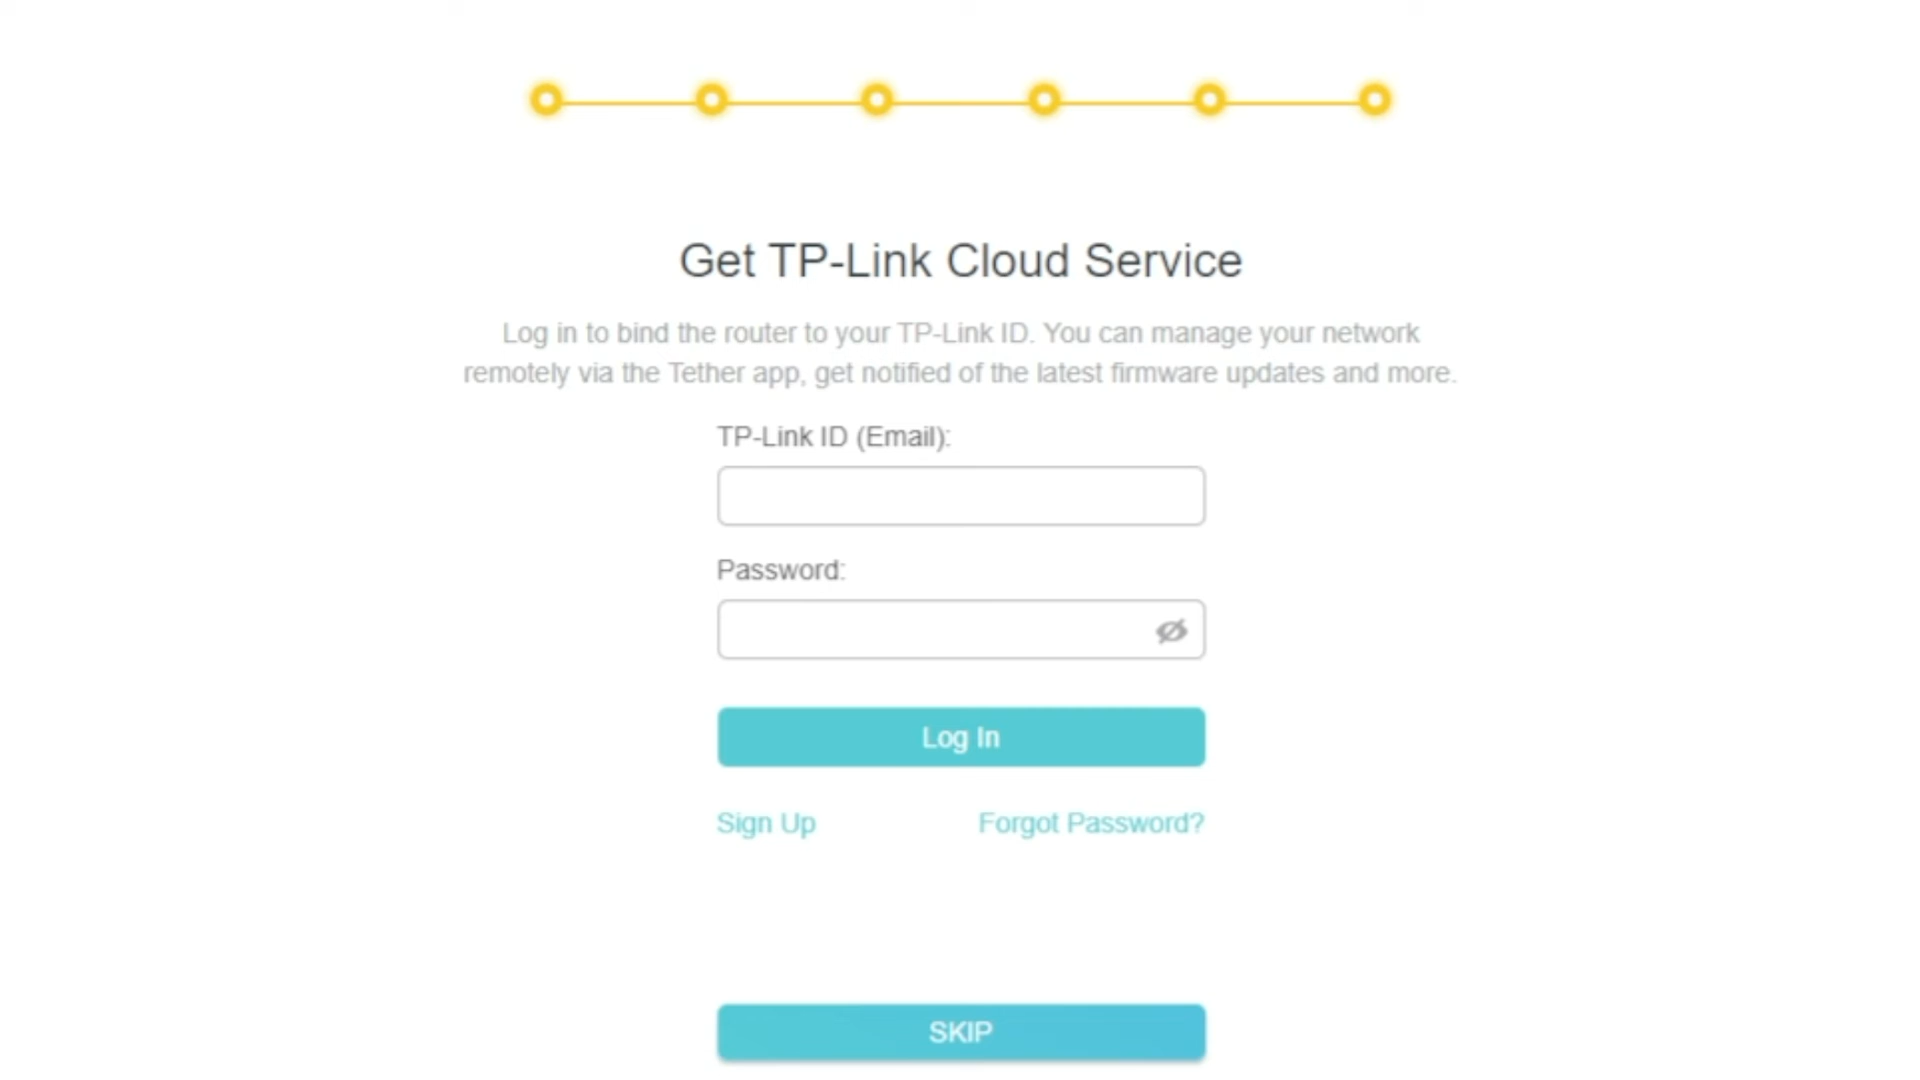 Get TP-Link Cloud Service
Log in to bind the router to your TP-Link ID. You can manage your network
remotely via the Tether app, get notified of the latest firmware updates and more.
TP-Link ID (Email):
Password:
Log In
Sign Up
Forgot Password?
SKIP